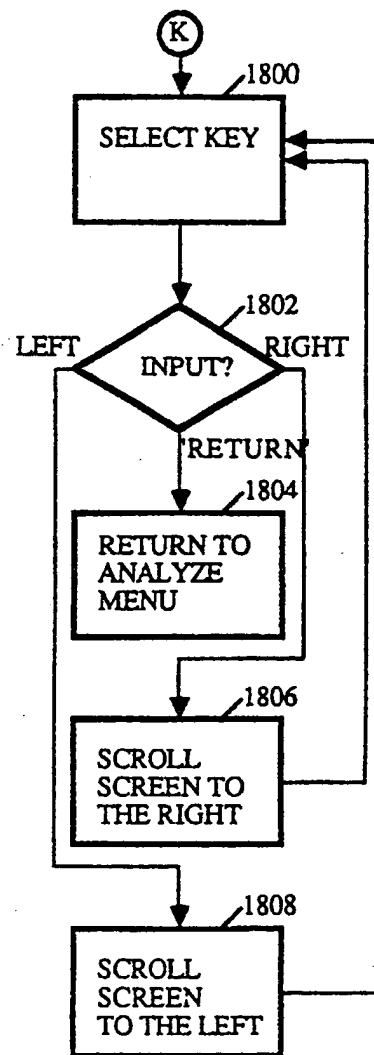 K
1800
SELECT KEY
1802
LEFT
INPUT?
RIGHT
'RETURN'
1804
RETURN TO
ANALYZE
MENU
1806
SCROLL
SCREEN TO
THE RIGHT
1808
SCROLL
SCREEN
TO THE LEFT